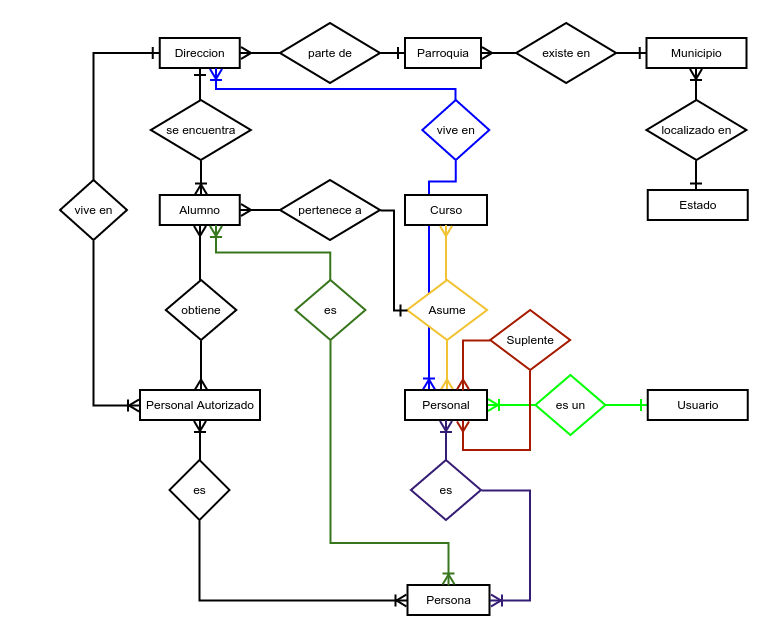 Direccion
parte de
Parroquia
existe en
Municipio
se encuentra
vive en
localizado en
vive en
Alumno
pertenece a
Curso
Estado
obtiene
es
Asume
Suplente
Personal Autorizado
Personal
es un
Usuario
es
es
Persona